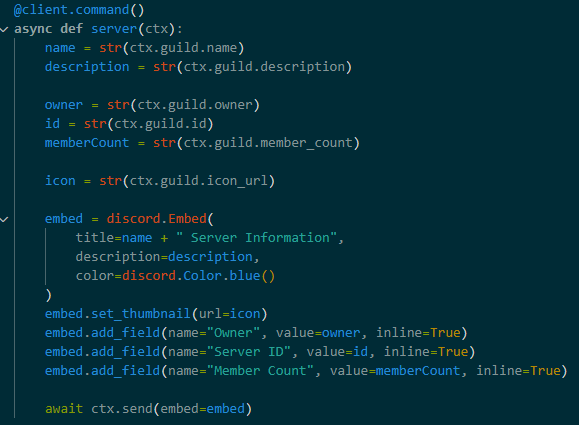 @client.command()
async def server(ctx):
    name = str(ctx.guild.name)
    description = str(ctx.guild.description)

    owner = str(ctx.guild.owner)
    id = str(ctx.guild.id)
    memberCount = str(ctx.guild.member_count)

    icon = str(ctx.guild.icon_url)

    embed = discord.Embed(
        title=name + " Server Information",
        description=description,
        color=discord.Color.blue()
    )
    embed.set_thumbnail(url=icon)
    embed.add_field(name="Owner", value=owner, inline=True)
    embed.add_field(name="Server ID", value=id, inline=True)
    embed.add_field(name="Member Count", value=memberCount, inline=True)

    await ctx.send(embed=embed)